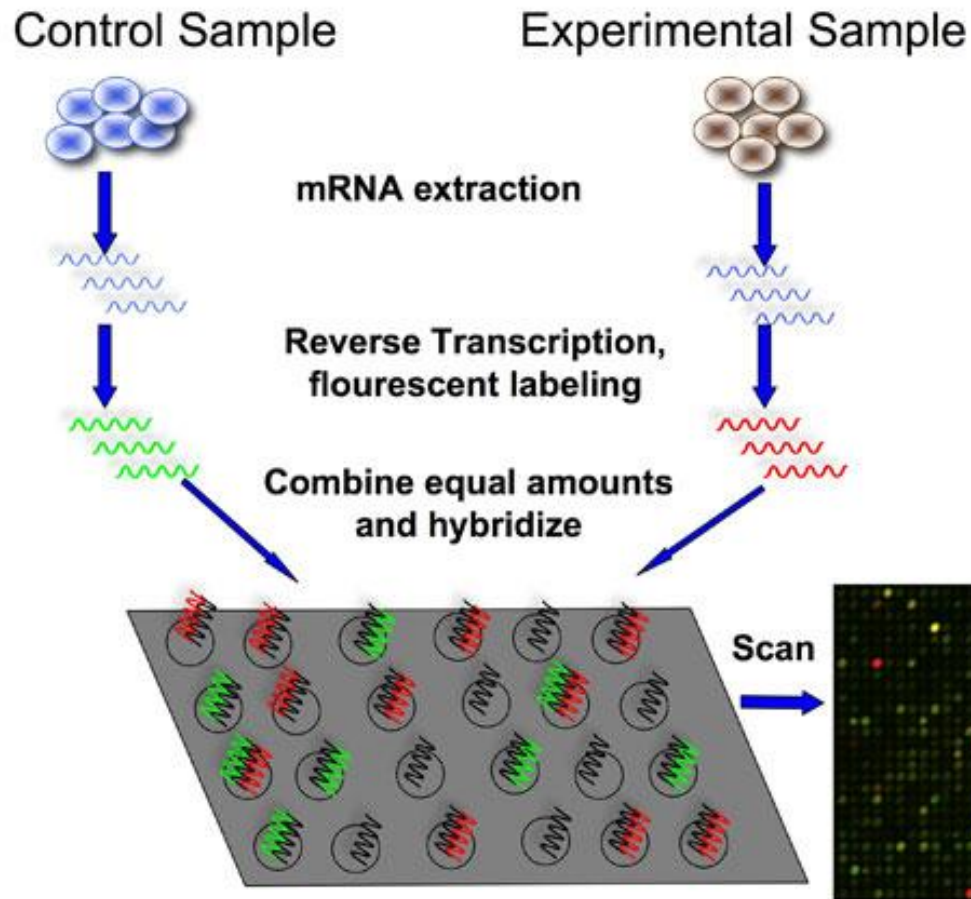 Control Sample
Experimental Sample
mRNA extraction
Reverse Transcription,
flourescent labeling
Combine equal amounts
and hybridize
Scan